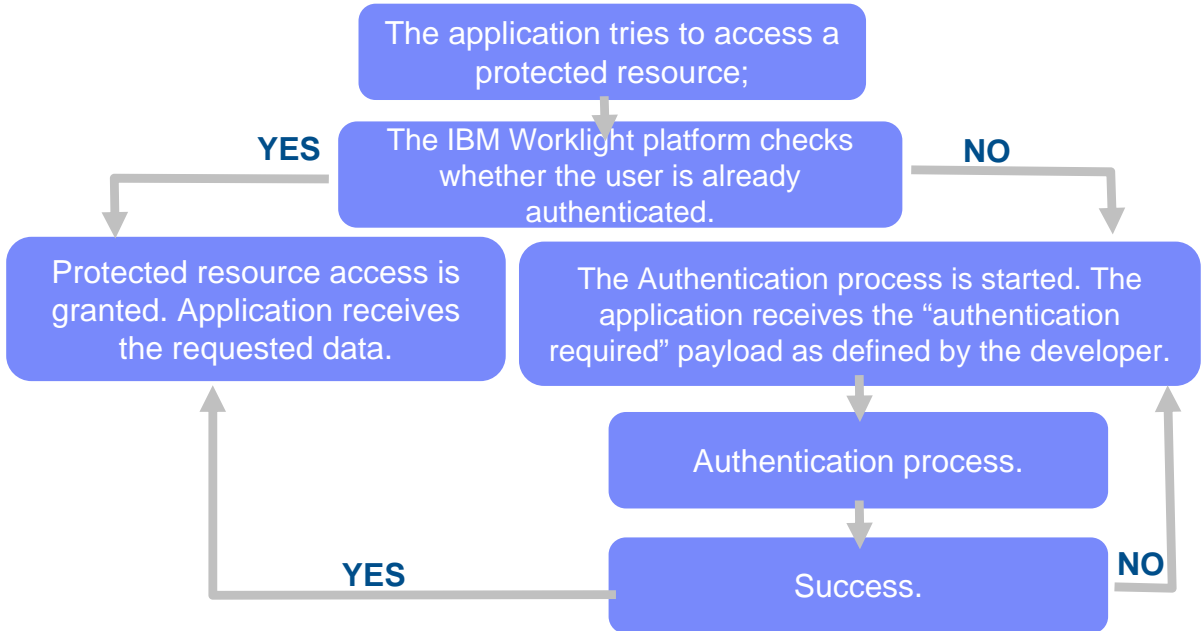 The application tries to access a
protected resource;
YES
The IBM Worklight platform checks
whether the user is already
authenticated.
NO
Protected resource access is
granted. Application receives
the requested data.
The Authentication process is started. The
application receives the “authentication
required” payload as defined by the developer.
Authentication process.
YES
Success.
NO